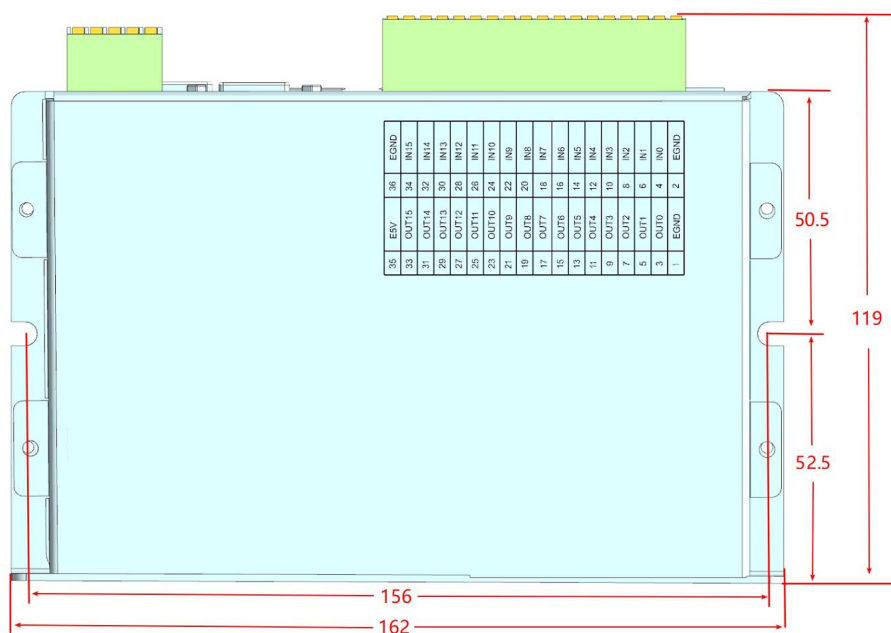 EGND IN15 IN14 IN13 IN12 IN11 IN10 IN9 IN8 IN7 IN6 IN5 IN4 IN3 IN2 IN1 IN0 EGND
36 34 32 30 28 26 24 22 20 18 16 14 12 10 8 6 4 2
E5V OUT15 OUT14 OUT13 OUT12 OUT11 OUT10 OUT9 OUT8 OUT7 OUT6 OUT5 OUT4 OUT3 OUT2 OUT1 OUT0 EGND
35 33 31 29 27 25 23 21 19 17 15 13 11 9 7 5 3 1
50.5
119
52.5
156
162